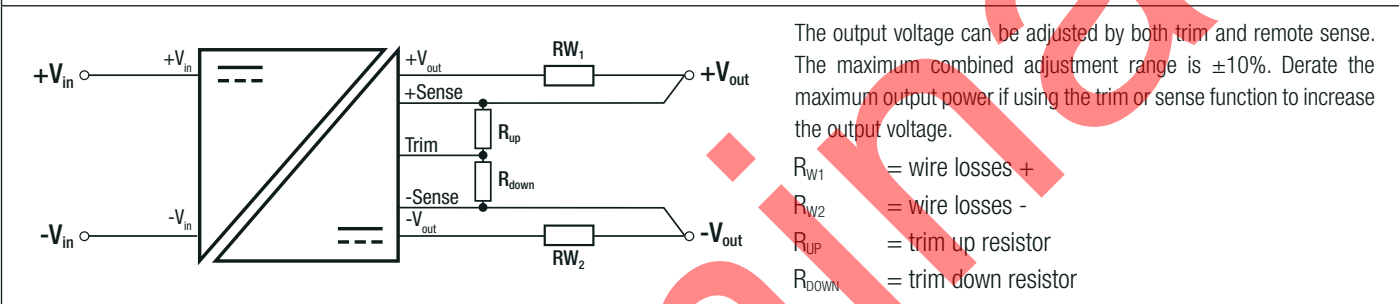 +Vin
-Vin
+Vin
-Vin
+Vout
+Sense
Trim
-Sense
-Vout
RW1
Rup
Rdown
RW2
+Vout
-Vout
The output voltage can be adjusted by both trim and remote sense.
The maximum combined adjustment range is ±10%. Derate the
maximum output power if using the trim or sense function to increase
the output voltage.
RW1 = wire losses +
RW2 = wire losses -
RUP = trim up resistor
RDOWN = trim down resistor